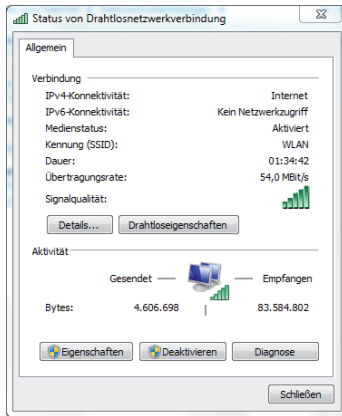 Status von Drahtlosnetzwerkverbindung
Allgemein
Verbindung
IPv4-Konnektivität: Internet
IPv6-Konnektivität: Kein Netzwerkzugriff
Medienstatus: Aktiviert
Kennung (SSID): WLAN
Dauer: 01:34:42
Übertragungsrate: 54,0 MBit/s
Signalqualität:
Details... Drahtloseigenschaften
Aktivität
Gesendet — — Empfangen
Bytes: 4.606.698 | 83.584.802
Eigenschaften Deaktivieren Diagnose
Schließen